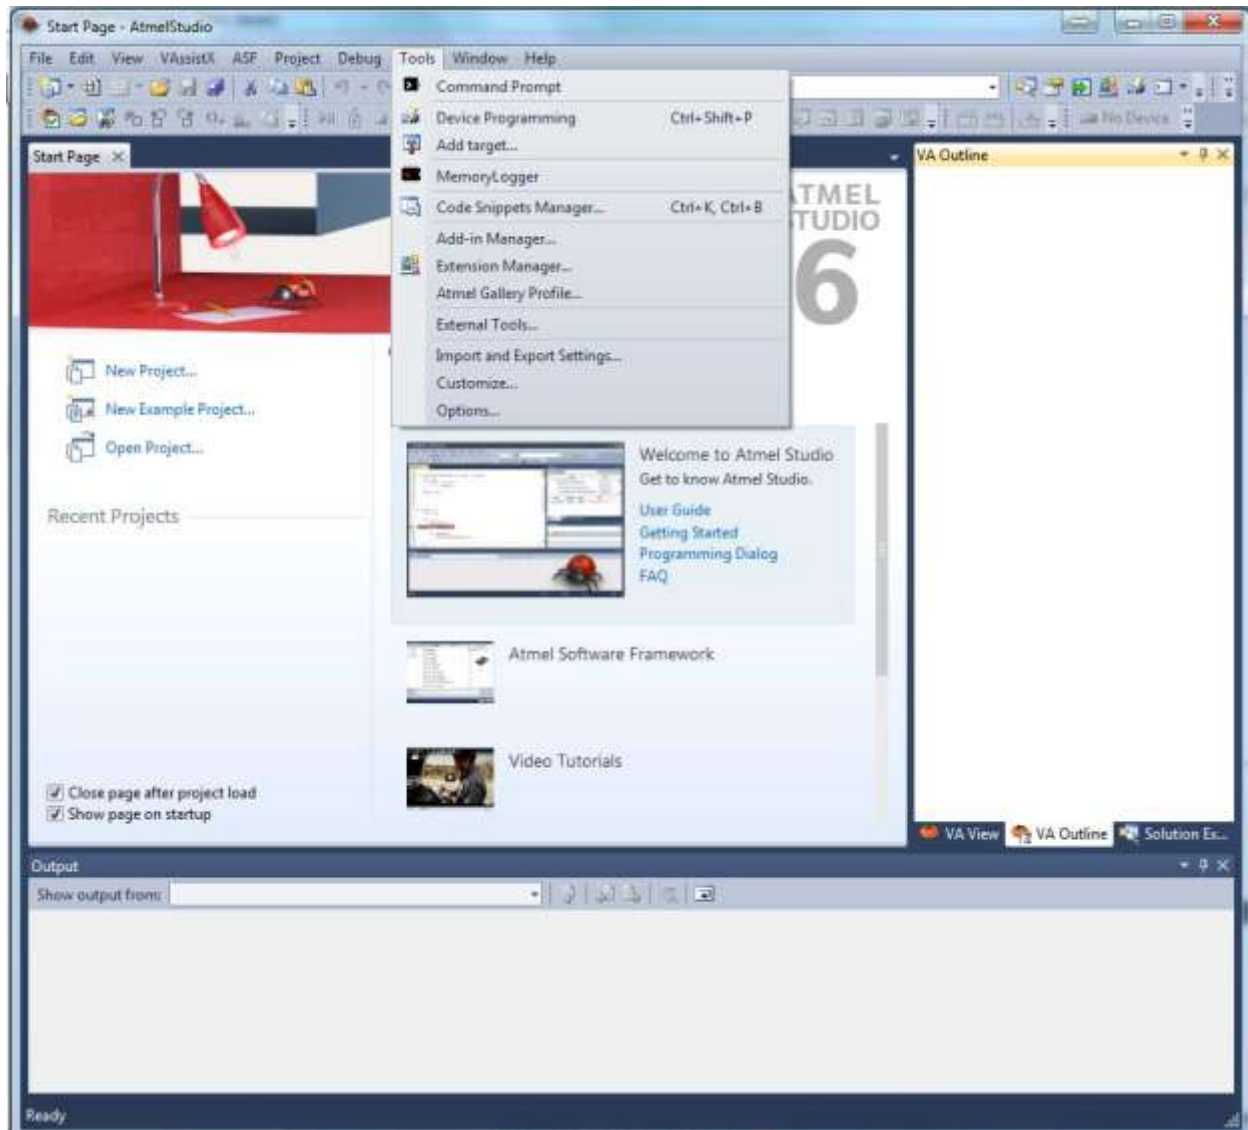 Start Page - AtmelStudio
File Edit View VAssistX ASF Project Debug Tools Window Help
Command Prompt
Device Programming Ctrl+Shift+P
Add target...
MemoryLogger
Code Snippets Manager... Ctrl+K, Ctrl+B
Add-in Manager...
Extension Manager...
Atmel Gallery Profile...
External Tools...
Import and Export Settings...
Customize...
Options...
No Device
Start Page
VA Outline
TMEL
TUDIO
6
New Project...
New Example Project...
Open Project...
Recent Projects
Welcome to Atmel Studio
Get to know Atmel Studio.
User Guide
Getting Started
Programming Dialog
FAQ
Atmel Software Framework
Video Tutorials
Close page after project load
Show page on startup
VA View VA Outline Solution Ex...
Output
Show output from:
Ready